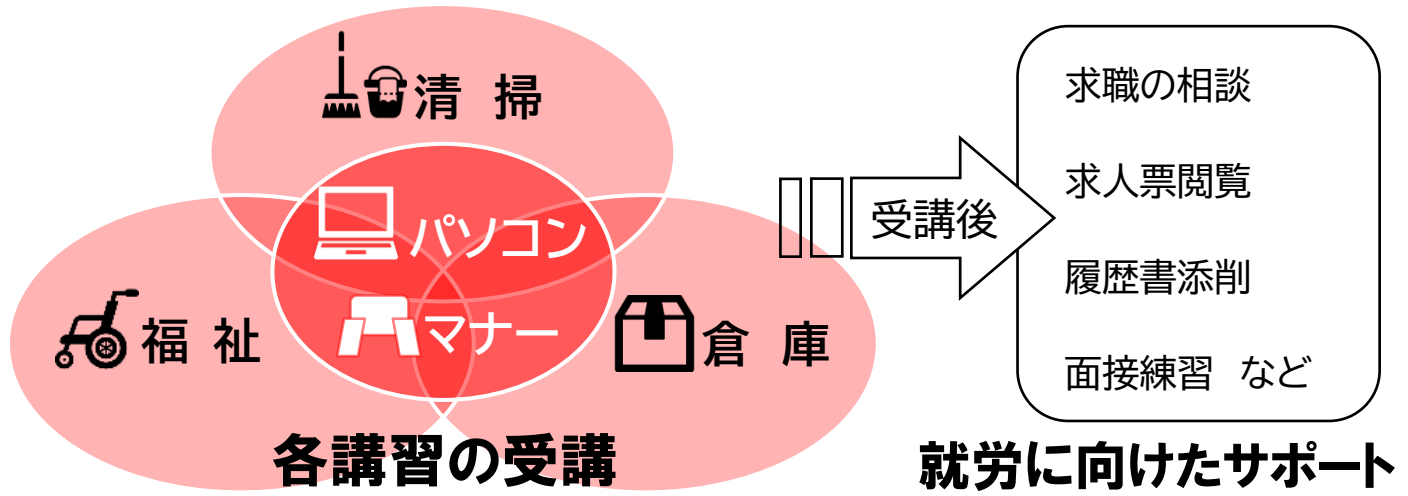 清 掃
パソコン
マナー
福 祉
倉 庫
各講習の受講
受講後
求職の相談
求人票閲覧
履歴書添削
面接練習 など
就労に向けたサポート